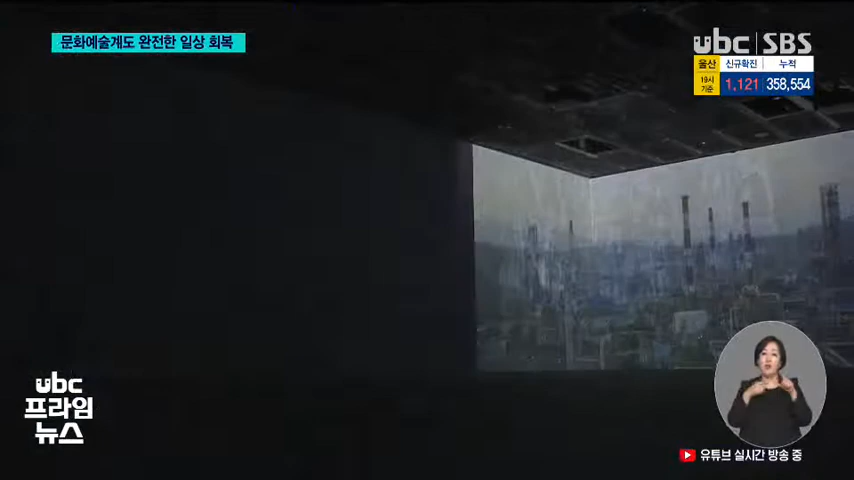 문화예술계도 완전한 일상 회복
ubc | SBS
울산 신규확진 누적
19시 기준 1,121 358,554
ubc
프라임
뉴스
유튜브 실시간 방송 중